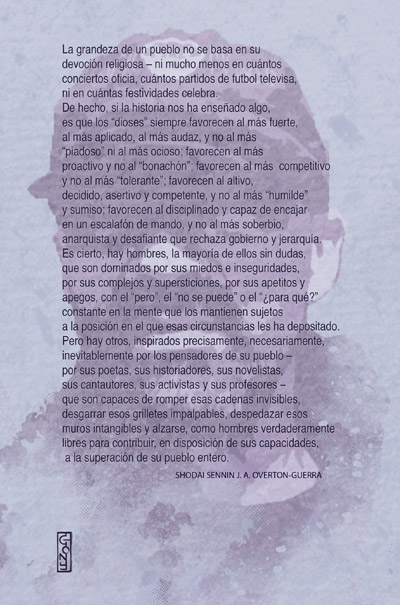 La grandeza de un pueblo no se basa en su
devoción religiosa – ni mucho menos en cuántos
conciertos oficia, cuántos partidos de futbol televisa,
ni en cuántas festividades celebra.
De hecho, si la historia nos ha enseñado algo,
es que los “dioses” siempre favorecen al más fuerte,
al más aplicado, al más audaz, y no al más
“piadoso” ni al más ocioso; favorecen al más
proactivo y no al “bonachón”: favorecen al más competitivo
y no al más “tolerante”; favorecen al altivo,
decidido, asertivo y competente, y no al más “humilde”
y sumiso; favorecen al disciplinado y capaz de encajar
en un escalafón de mando, y no al más soberbio,
anarquista y desafiante que rechaza gobierno y jerarquía.
Es cierto, hay hombres, la mayoría de ellos sin dudas,
que son dominados por sus miedos e inseguridades,
por sus complejos y supersticiones, por sus apetitos y
apegos, con el “pero”, el “no se puede” o el “¿para qué?”
constante en la mente que los mantienen sujetos
a la posición en el que esas circunstancias les ha depositado.
Pero hay otros, inspirados precisamente, necesariamente,
inevitablemente por los pensadores de su pueblo –
por sus poetas, sus historiadores, sus novelistas,
sus cantautores, sus activistas y sus profesores –
que son capaces de romper esas cadenas invisibles,
desgarrar esos grilletes impalpables, despedazar esos
muros intangibles y alzarse, como hombres verdaderamente
libres para contribuir, en disposición de sus capacidades,
a la superación de su pueblo entero.
SHODAI SENNIN J. A. OVERTON-GUERRA